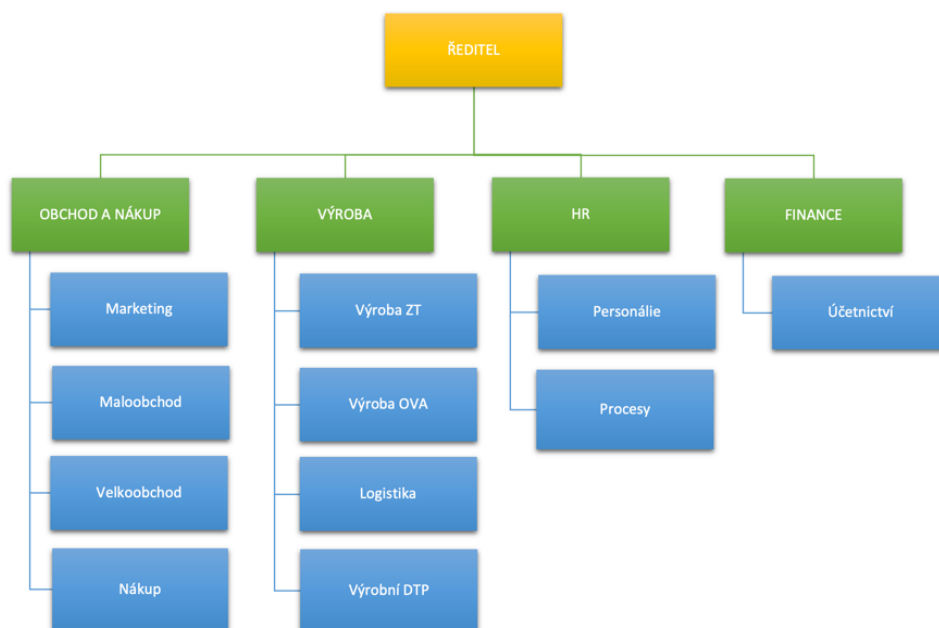 ŘEDITEL
OBCHOD A NÁKUP
VÝROBA
HR
FINANCE
Marketing
Maloobchod
Velkoobchod
Nákup
Výroba ZT
Výroba OVA
Logistika
Výrobní DTP
Personálie
Procesy
Účetnictví